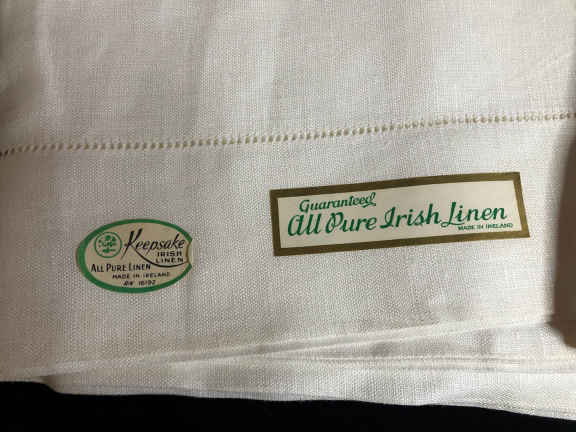 Keepsake
IRISH
LINEN
ALL PURE LINEN
MADE IN IRELAND
Guaranteed
All Pure Irish Linen
MADE IN IRELAND